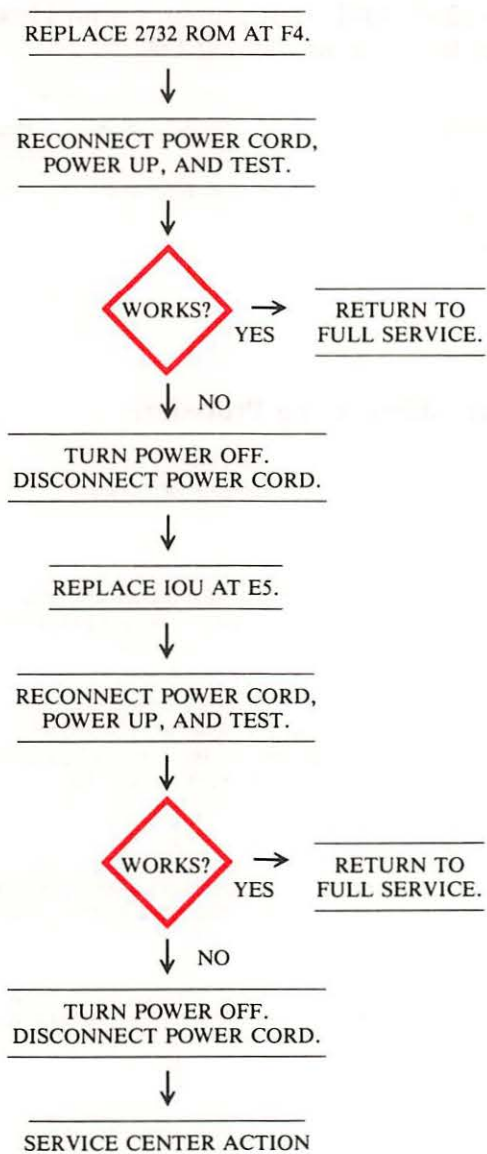 REPLACE 2732 ROM AT F4.
RECONNECT POWER CORD,
POWER UP, AND TEST.
WORKS?
YES
RETURN TO
FULL SERVICE.
NO
TURN POWER OFF.
DISCONNECT POWER CORD.
REPLACE IOU AT E5.
RECONNECT POWER CORD,
POWER UP, AND TEST.
WORKS?
YES
RETURN TO
FULL SERVICE.
NO
TURN POWER OFF.
DISCONNECT POWER CORD.
SERVICE CENTER ACTION